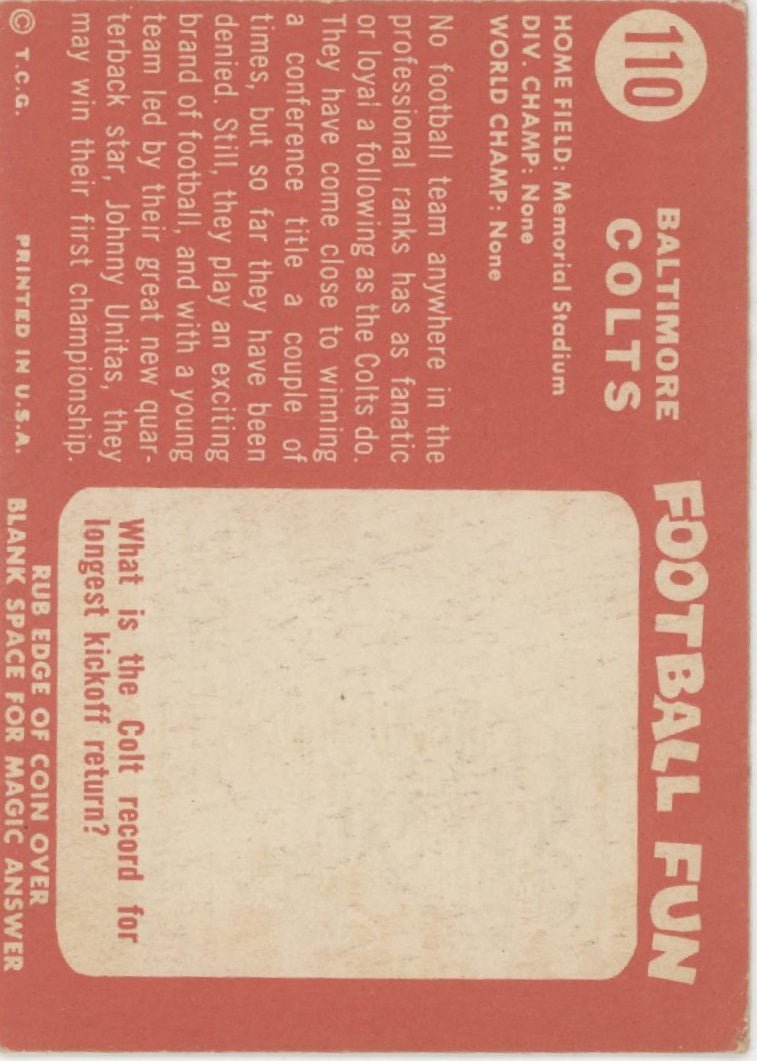 110
BALTIMORE
COLTS
HOME FIELD: Memorial Stadium
DIV. CHAMP: None
WORLD CHAMP: None
No football team anywhere in the
professional ranks has as fanatic
or loyal a following as the Colts do.
They have come close to winning
a conference title a couple of
times, but so far they have been
denied. Still, they play an exciting
brand of football, and with a young
team led by their great new quar-
terback star, Johnny Unitas, they
may win their first championship.
© T.C.G. PRINTED IN U.S.A.
FOOTBALL FUN
What is the Colt record for
longest kickoff return?
RUB EDGE OF COIN OVER
BLANK SPACE FOR MAGIC ANSWER